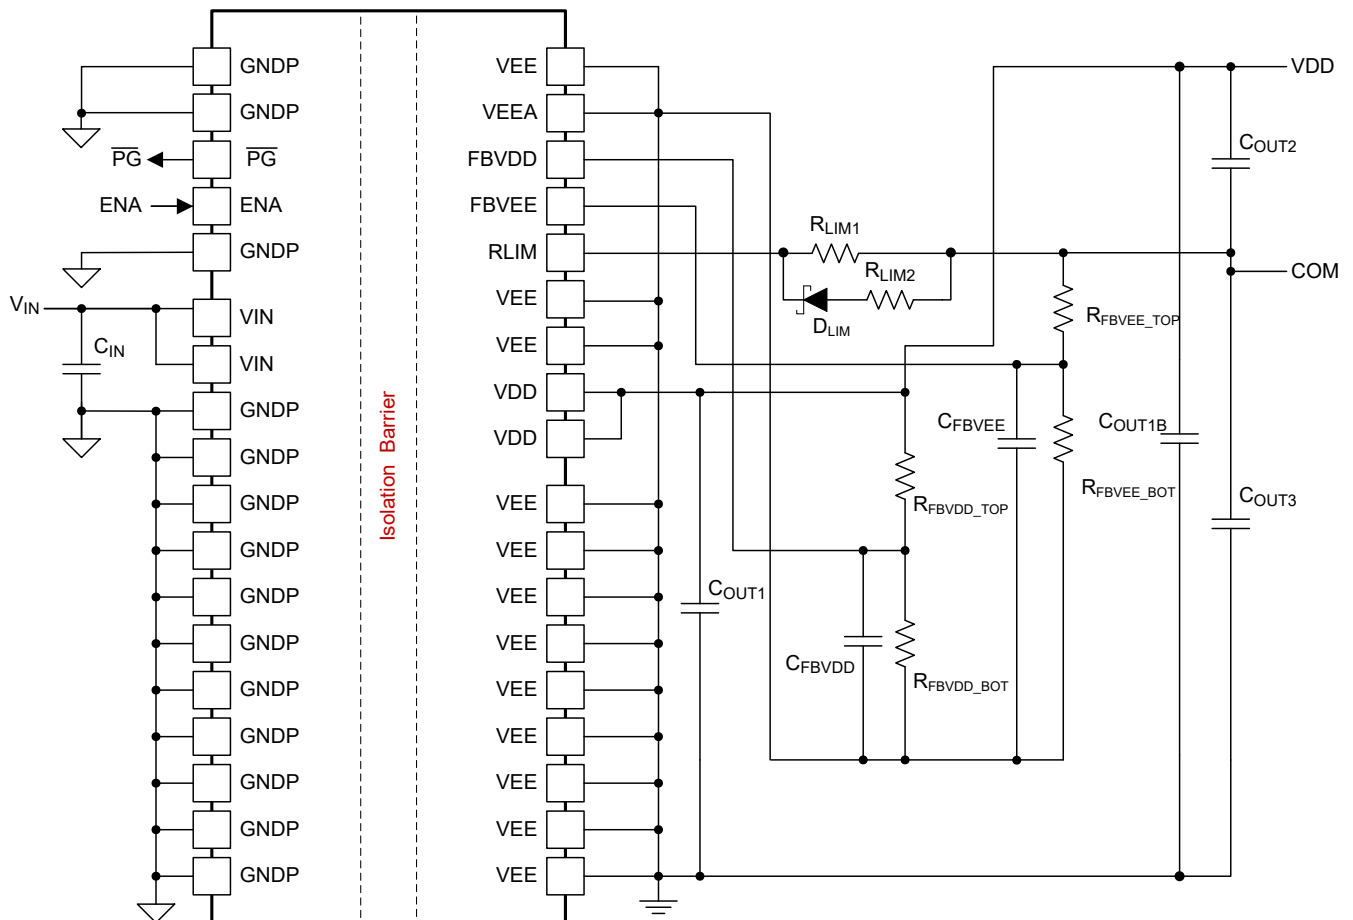 GNDP
GNDP
PG PG
ENA ENA
GNDP
VIN VIN
CIN
VIN
GNDP
GNDP
GNDP
GNDP
GNDP
GNDP
GNDP
GNDP
GNDP
GNDP
GNDP
Isolation Barrier
VEE
VEEA
FBVDD
FBVEE
RLIM
VEE
VEE
VDD
VDD
VEE
VEE
VEE
VEE
VEE
VEE
VEE
VEE
VEE
VDD
COUT2
RLIM1
RLIM2
DLIM
COM
RFBVEE_TOP
CFBVEE
COUT1B
RFBVEE_BOT
RFBVDD_TOP
COUT3
COUT1
CFBVDD
RFBVDD_BOT